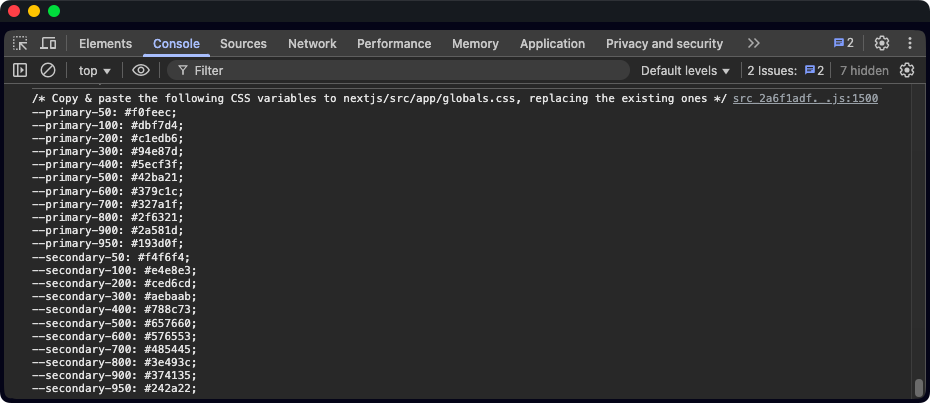 Elements Console Sources Network Performance Memory Application Privacy and security 2
top Filter Default levels 2 Issues: 2 7 hidden
/* Copy & paste the following CSS variables to nextjs/src/app/globals.css, replacing the existing ones */ src_2a6f1adf._.js:1500
--primary-50: #f0feec;
--primary-100: #dbf7d4;
--primary-200: #c1edb6;
--primary-300: #94e87d;
--primary-400: #5ecf3f;
--primary-500: #42ba21;
--primary-600: #379c1c;
--primary-700: #327a1f;
--primary-800: #2f6321;
--primary-900: #2a581d;
--primary-950: #193d0f;
--secondary-50: #f4f6f4;
--secondary-100: #e4e8e3;
--secondary-200: #ced6cd;
--secondary-300: #aebaab;
--secondary-400: #788c73;
--secondary-500: #657660;
--secondary-600: #576553;
--secondary-700: #485445;
--secondary-800: #3e493c;
--secondary-900: #374135;
--secondary-950: #242a22;